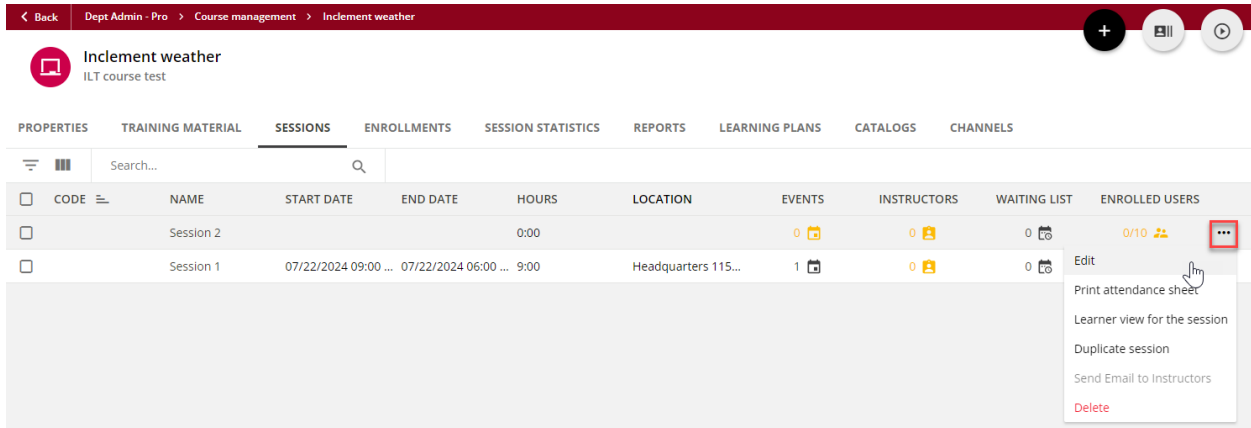 Back Dept Admin - Pro > Course management > Inclement weather
Inclement weather
ILT course test
PROPERTIES TRAINING MATERIAL SESSIONS ENROLLMENTS SESSION STATISTICS REPORTS LEARNING PLANS CATALOGS CHANNELS
Search...
CODE NAME START DATE END DATE HOURS LOCATION EVENTS INSTRUCTORS WAITING LIST ENROLLED USERS
Session 2 0:00 0 0 0 0/10
Session 1 07/22/2024 09:00 ... 07/22/2024 06:00 ... 9:00 Headquarters 115... 1 0 0
Edit
Print attendance sheet
Learner view for the session
Duplicate session
Send Email to Instructors
Delete